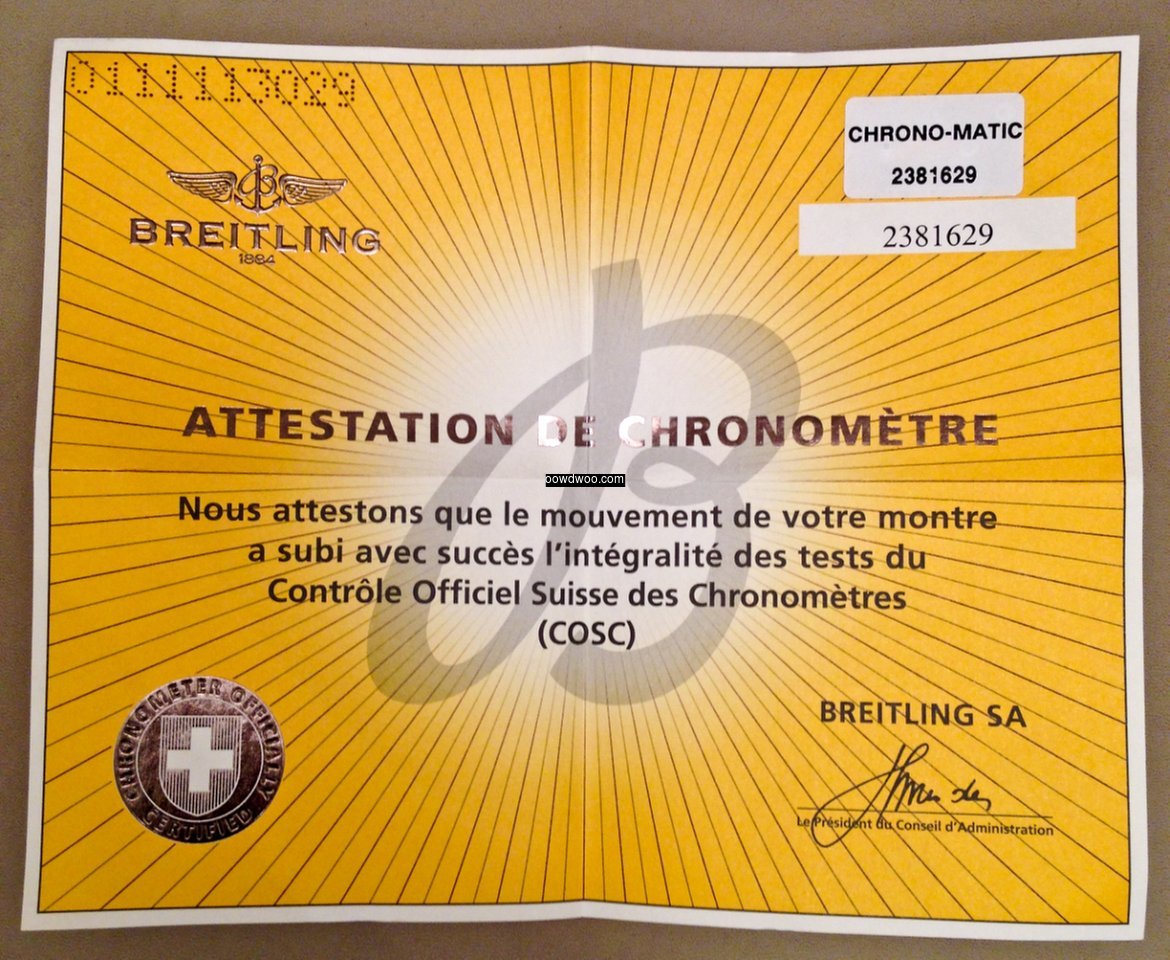 0111113029
CHRONO-MATIC
2381629
2381629
BREITLING
1884
ATTESTATION DE CHRONOMÈTRE
oowdwoo.com
Nous attestons que le mouvement de votre montre
a subi avec succès l'intégralité des tests du
Contrôle Officiel Suisse des Chronomètres
(COSC)
CHRONOMETER OFFICIALLY
CERTIFIED
BREITLING SA
Le Président du Conseil d'Administration